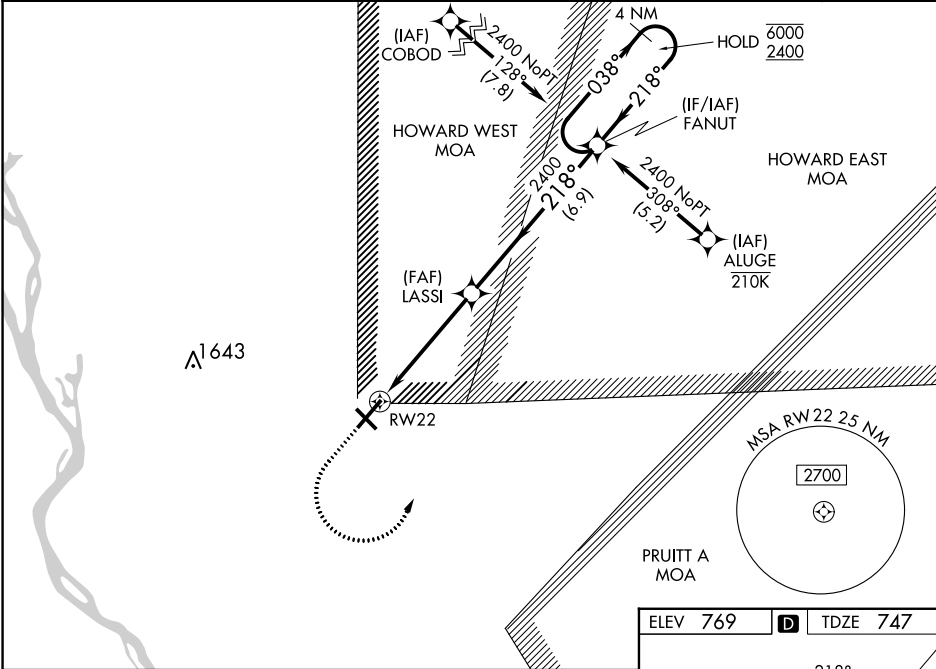 4 NM
HOLD 6000
2400
(IAF)
COBOD
2400 NoPT
128°
(7.8)
038°
218°
(IF/IAF)
FANUT
HOWARD WEST
MOA
HOWARD EAST
MOA
2400
218°
(6.9)
2400 NoPT
308°
(5.2)
(IAF)
ALUGE
210K
(FAF)
LASSI
1643
RW22
MSA RW22 25 NM
2700
PRUITT A
MOA
ELEV 769 D TDZE 747